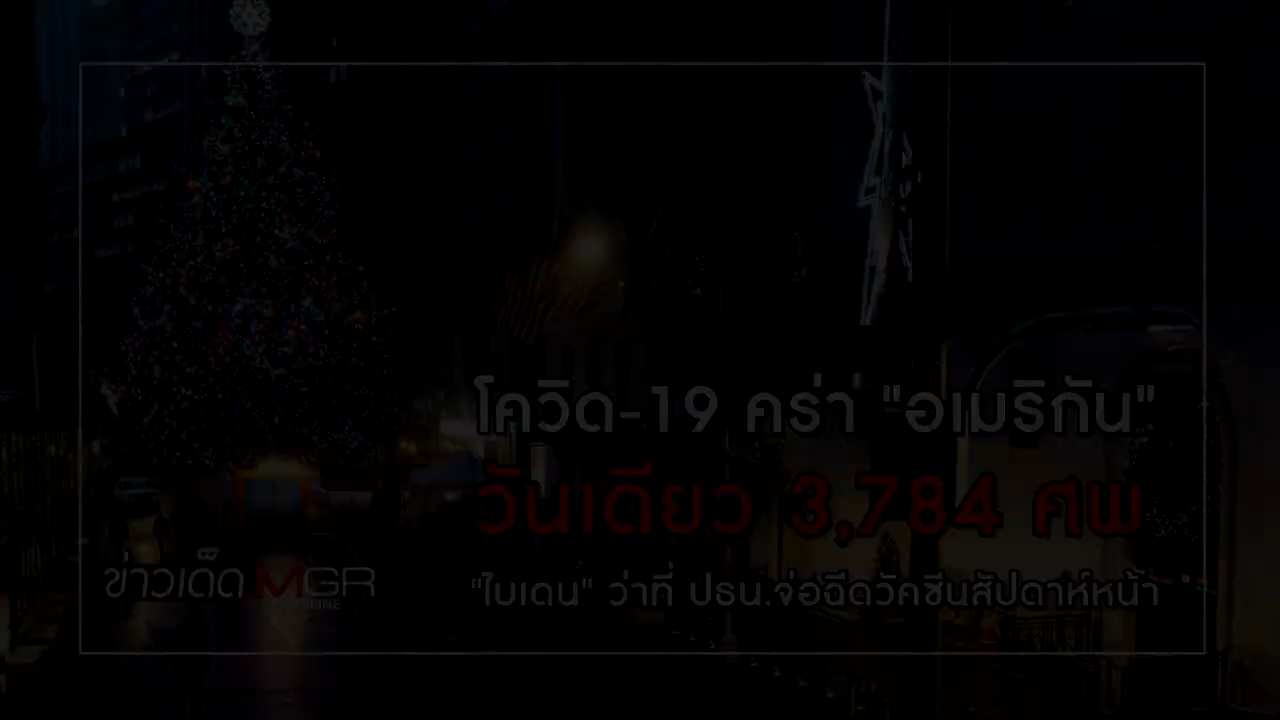 โควิด-19 คร่า "อเมริกัน"
วันเดียว 3,784 ศพ
"ไบเดน" ว่าที่ ปธน.จ่อฉีดวัคซีนสัปดาห์หน้า
ข่าวเด็ด MGR
ONLINE